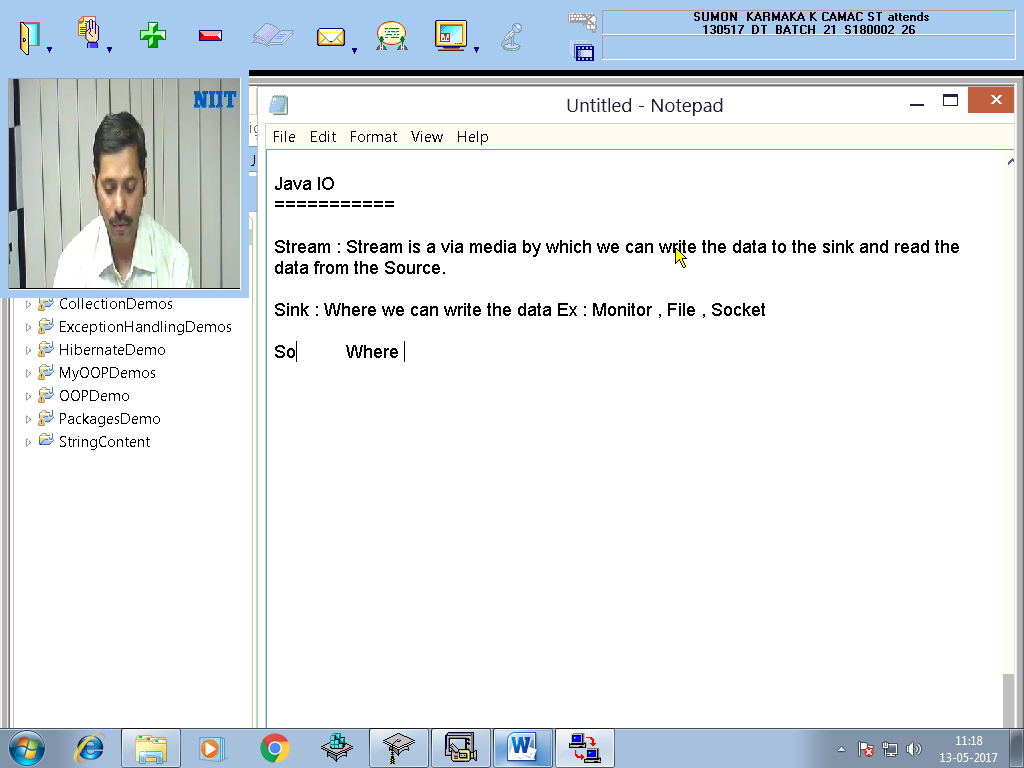 SUMON KARMAKA K CAMAC ST attends
130517 DT BATCH 21 S180002 26
NIIT
Untitled - Notepad
File Edit Format View Help
Java IO
===========
Stream : Stream is a via media by which we can write the data to the sink and read the
data from the Source.
Sink : Where we can write the data Ex : Monitor , File , Socket
So Where
CollectionDemos
ExceptionHandlingDemos
HibernateDemo
MyOOPDemos
OOPDemo
PackagesDemo
StringContent
11:18
13-05-2017